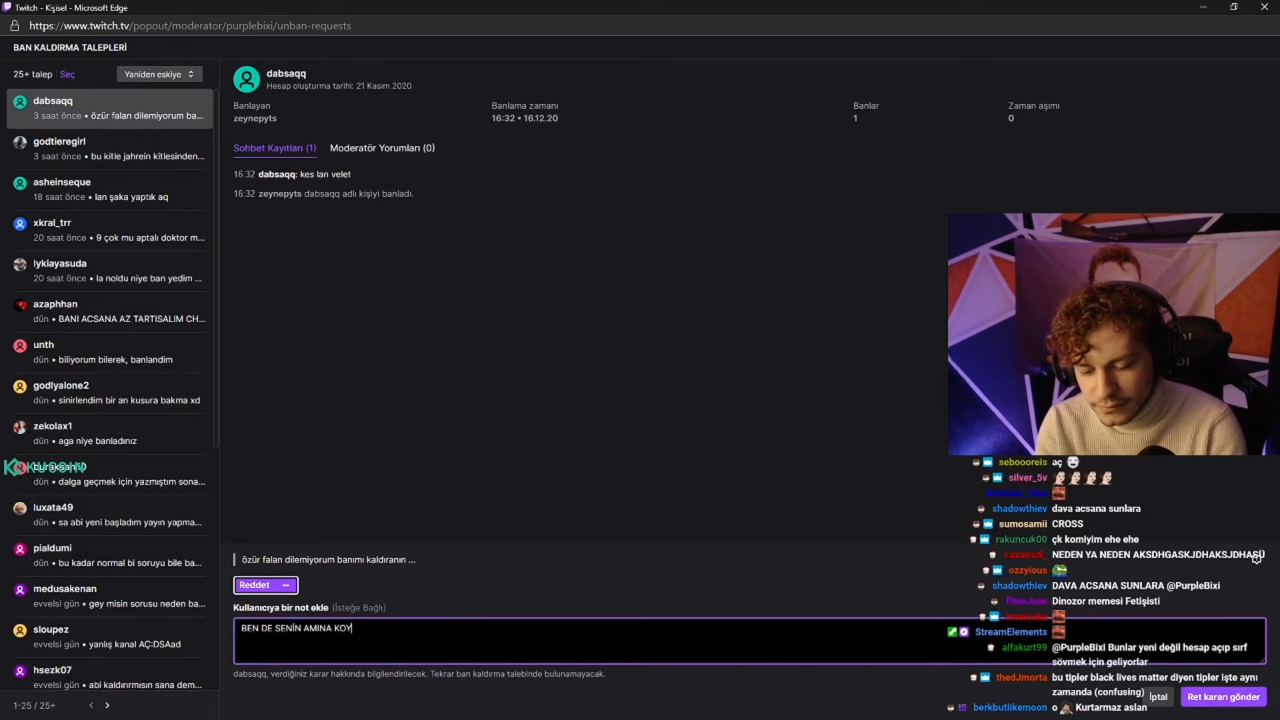 Twitch - Kişisel - Microsoft Edge
https://www.twitch.tv/popout/moderator/purplebixi/unban-requests
BAN KALDIRMA TALEPLERİ
25+ talep Seç Yeniden eskiye
dabsaqq
3 saat önce • özür falan dilemiyorum ba...
godtieregirl
3 saat önce • bu kitle jahrein kitlesinden...
asheinseque
18 saat önce • lan şaka yaptık aq
xkral_trr
20 saat önce • 9 çok mu aptalı doktor m...
lykiayasuda
20 saat önce • la noldu niye ban yedim ...
azaphhan
dün • BANI ACSANA AZ TARTISALIM CH...
unth
dün • biliyorum bilerek, banlandim
godlyalone2
dün • sinirlendim bir an kusura bakma xd
zekolax1
dün • aga niye banladınız
dün • dalga geçmek için yazmıştım sona...
luxata49
dün • sa abi yeni başladım yayın yapma...
pialdumi
dün • bu kadar normal bi soruyu bile ba...
medusakenan
evvelsi gün • gey misin sorusu neden ba...
sloupez
evvelsi gün • yanlış kanal AÇ:DSAad
hsezk07
evvelsi gün • abi kaldırırmısın sana dem...
1-25 / 25+
dabsaqq
Hesap oluşturma tarihi: 21 Kasım 2020
Banlayan Banlama zamanı Banlar Zaman aşımı
zeynepyts 16:32 • 16.12.20 1 0
Sohbet Kayıtları (1) Moderatör Yorumları (0)
16:32 dabsaqq: kes lan velet
16:32 zeynepyts dabsaqq adlı kişiyi banladı.
özür falan dilemiyorum banımı kaldıranın ...
Reddet
Kullanıcıya bir not ekle (İsteğe Bağlı)
BEN DE SENİN AMINA KOY
dabsaqq, verdiğiniz karar hakkında bilgilendirilecek. Tekrar ban kaldırma talebinde bulunamayacak.
İptal Ret kararı gönder
seboooreis aç
silver_5v
shadowthiev dava acsana sunlara
sumosamii CROSS
rakuncuk00 çk komiyim ehe ehe
NEDEN YA NEDEN AKSDHGASKJDHAKSJDHASU
ozzyious
shadowthiev DAVA ACSANA SUNLARA @PurpleBixi
Dinozor memesi Fetişisti
StreamElements
alfakurt99 @PurpleBixi Bunlar yeni değil hesap açıp sırf
sövmek için geliyorlar
thedJmorta bu tipler black lives matter diyen tipler işte aynı
zamanda (confusing)
berkbutlikemoon o Kurtarmaz aslan